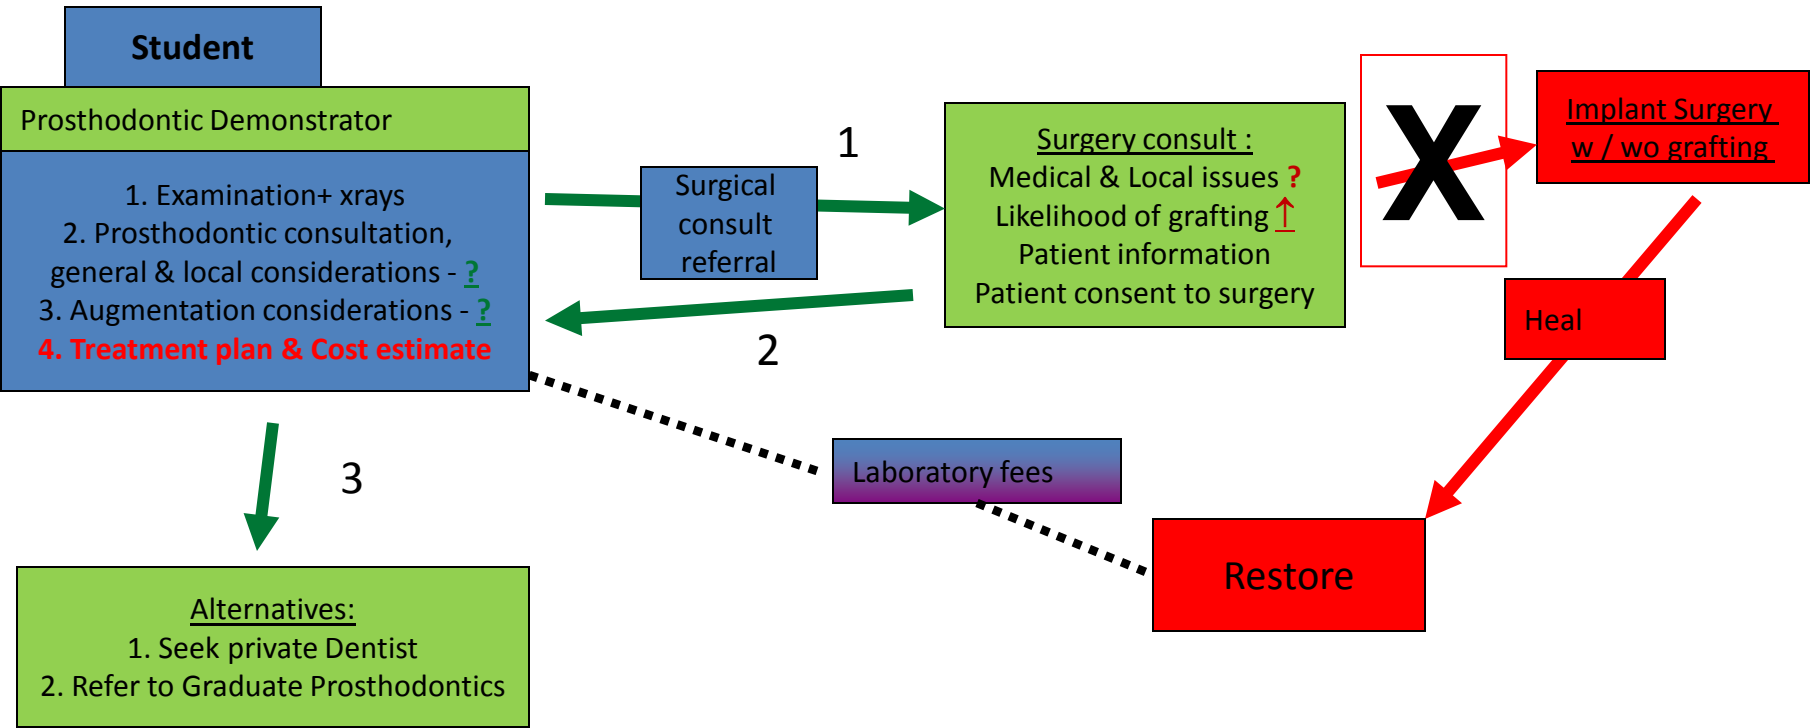 Student
Prosthodontic Demonstrator
1. Examination+ xrays
2. Prosthodontic consultation,
general & local considerations - ?
3. Augmentation considerations - ?
4. Treatment plan & Cost estimate
1
Surgical
consult
referral
2
Surgery consult :
Medical & Local issues ?
Likelihood of grafting ↑
Patient information
Patient consent to surgery
X
Implant Surgery
w / wo grafting
Heal
Restore
Laboratory fees
3
Alternatives:
1. Seek private Dentist
2. Refer to Graduate Prosthodontics